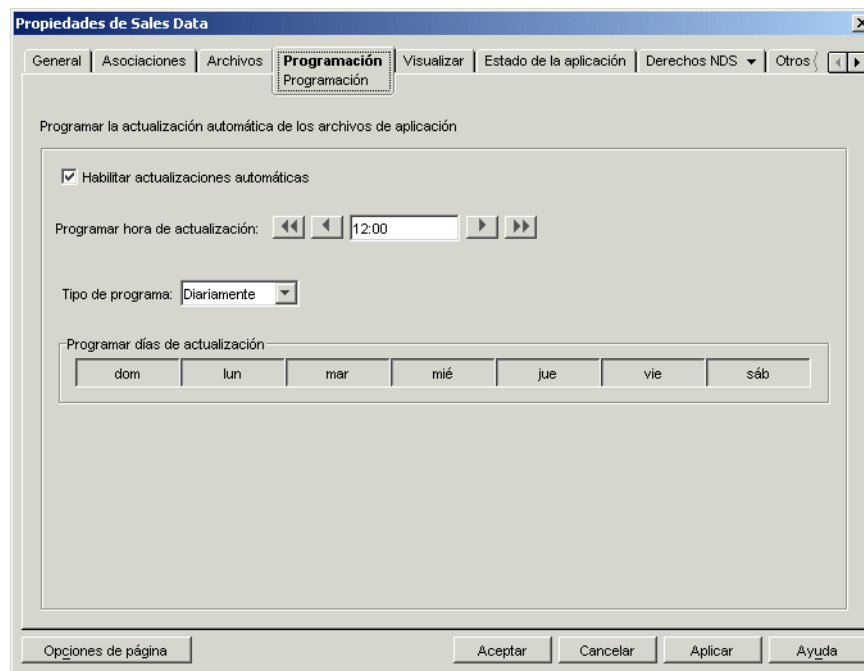 Propiedades de Sales Data
General Asociaciones Archivos Programación Visualizar Estado de la aplicación Derechos NDS Otros
Programación
Programar la actualización automática de los archivos de aplicación
Habilitar actualizaciones automáticas
Programar hora de actualización: 12:00
Tipo de programa: Diariamente
Programar días de actualización
dom lun mar mié jue vie sáb
Opciones de página Aceptar Cancelar Aplicar Ayuda